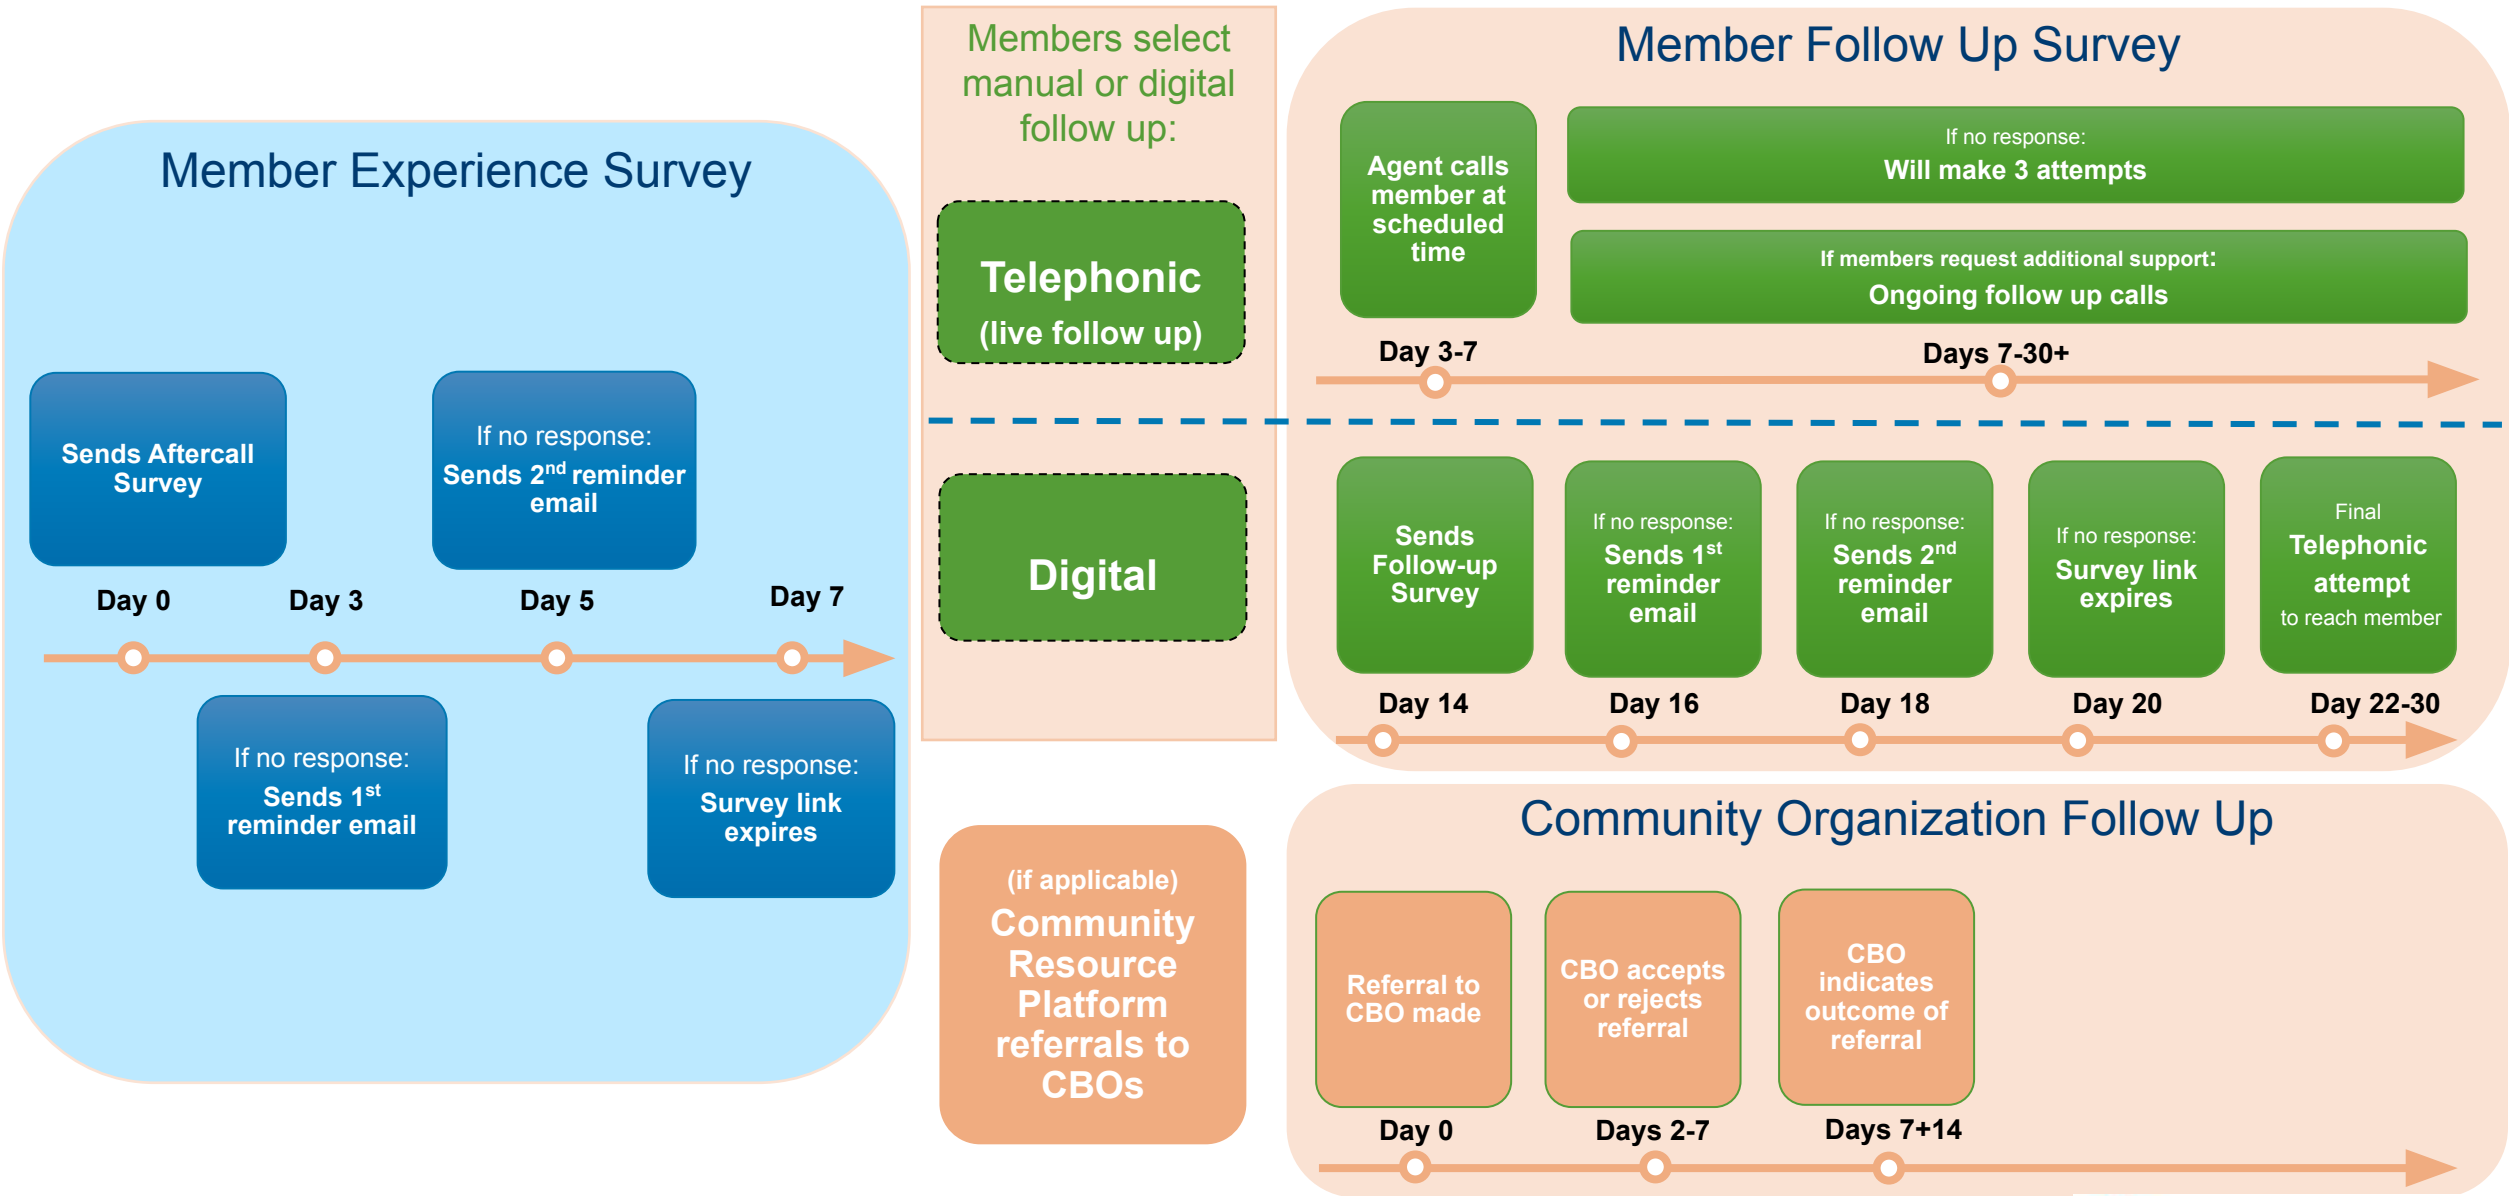 Member Experience Survey
Sends Aftercall
Survey
If no response:
Sends 2nd reminder
email
Day 0
Day 3
Day 5
Day 7
If no response:
Sends 1st
reminder email
If no response:
Survey link
expires
Members select
manual or digital
follow up:
Telephonic
(live follow up)
Digital
Member Follow Up Survey
Agent calls
member at
scheduled
time
If no response:
Will make 3 attempts
If members request additional support:
Ongoing follow up calls
Day 3-7
Days 7-30+
Sends
Follow-up
Survey
If no response:
Sends 1st
reminder
email
If no response:
Sends 2nd
reminder
email
If no response:
Survey link
expires
Final
Telephonic
attempt
to reach member
Day 14
Day 16
Day 18
Day 20
Day 22-30
(if applicable)
Community
Resource
Platform
referrals to
CBOs
Community Organization Follow Up
Referral to
CBO made
CBO accepts
or rejects
referral
CBO
indicates
outcome of
referral
Day 0
Days 2-7
Days 7+14